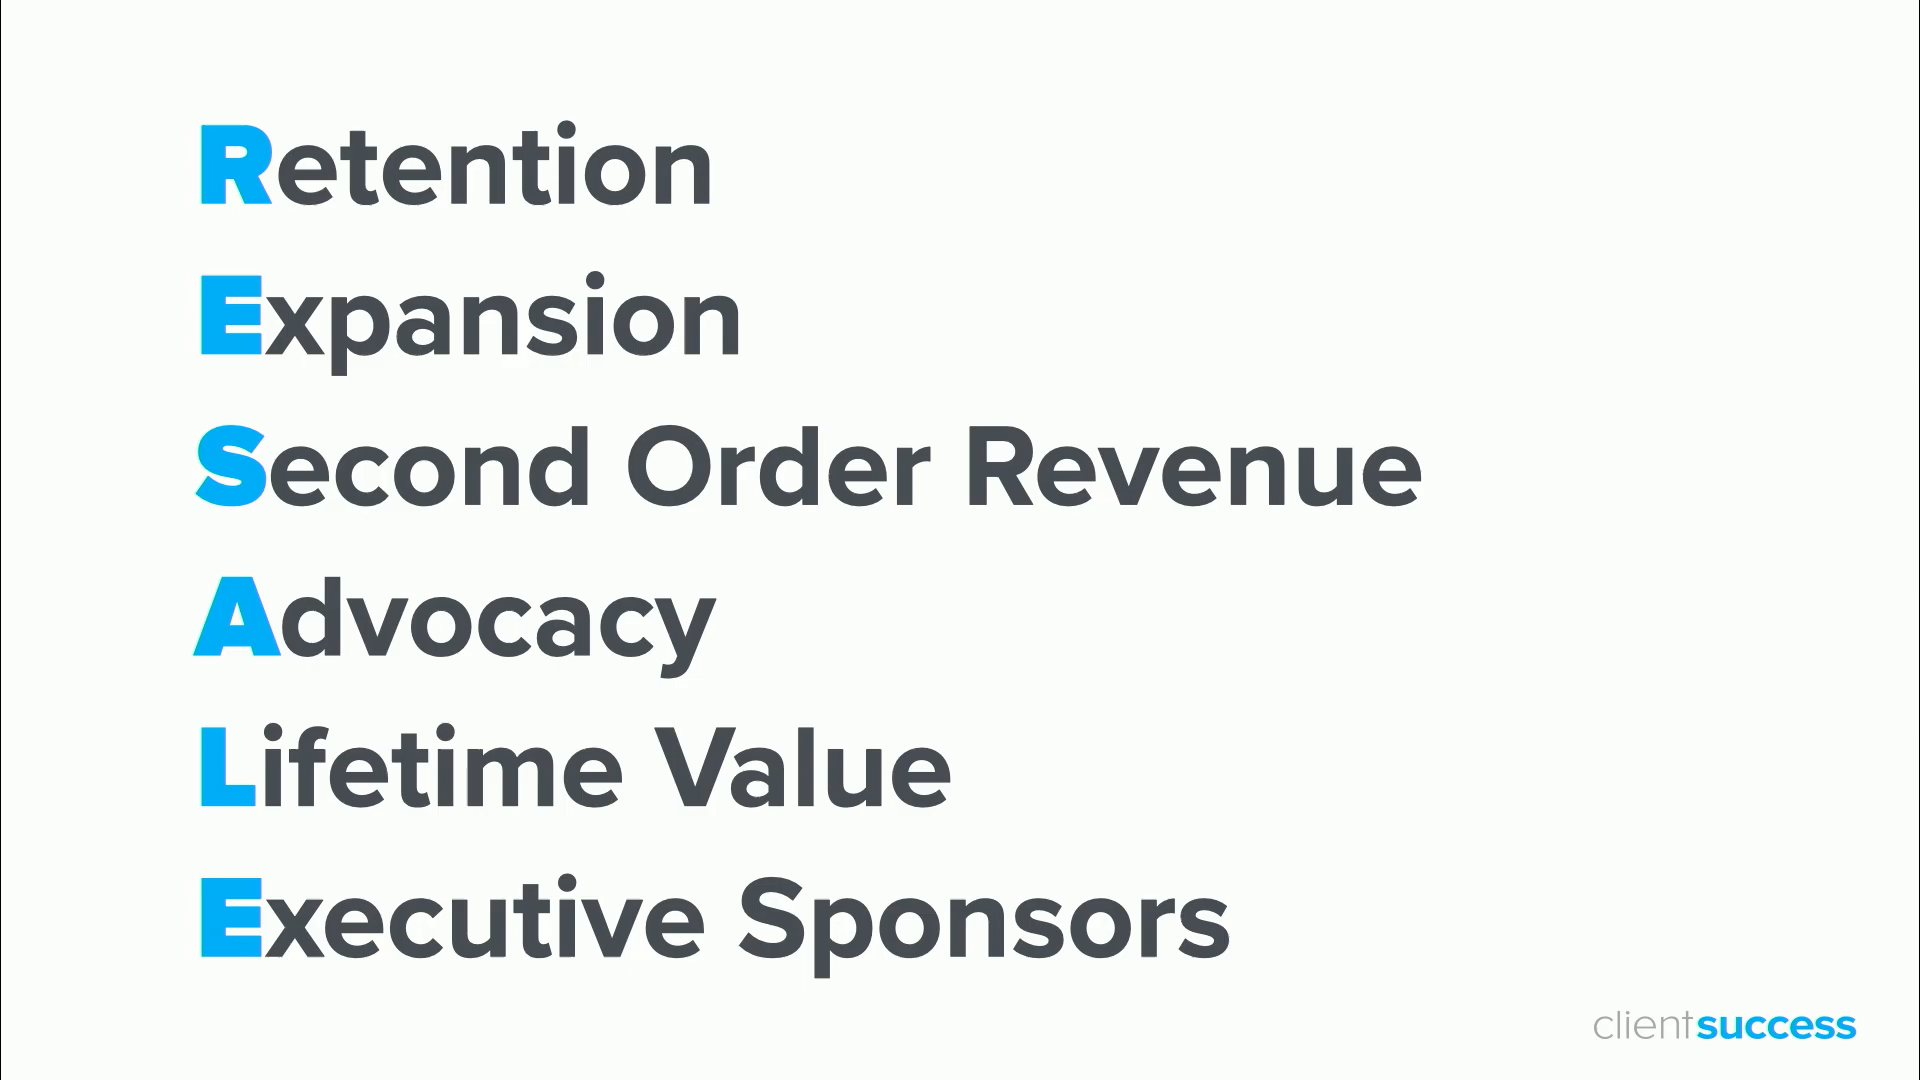 Retention
Expansion
Second Order Revenue
Advocacy
Lifetime Value
Executive Sponsors
clientsuccess